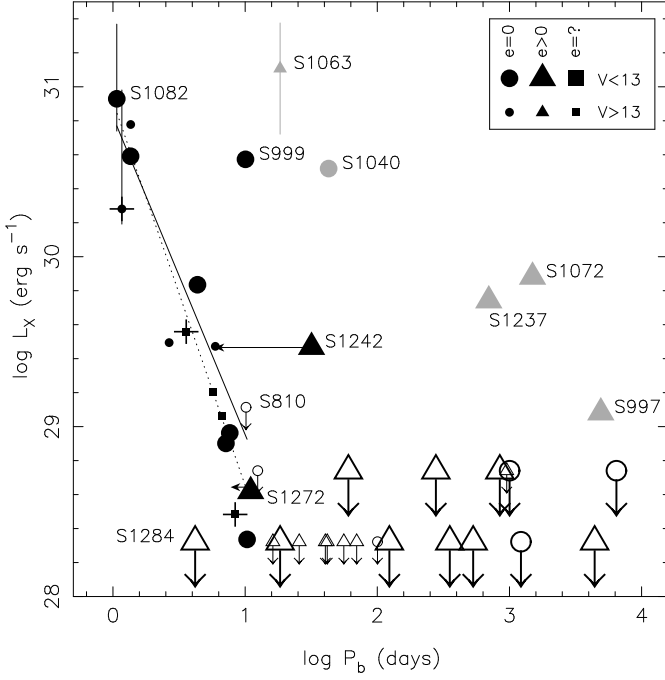 e=0 e>0 e=?
V<13
V>13
S1082
S1063
S999
S1040
S1072
S1237
S1242
S810
S997
S1272
S1284
31
30
29
28
0 1 2 3 4
log L_X (erg s⁻¹)
log P_b (days)